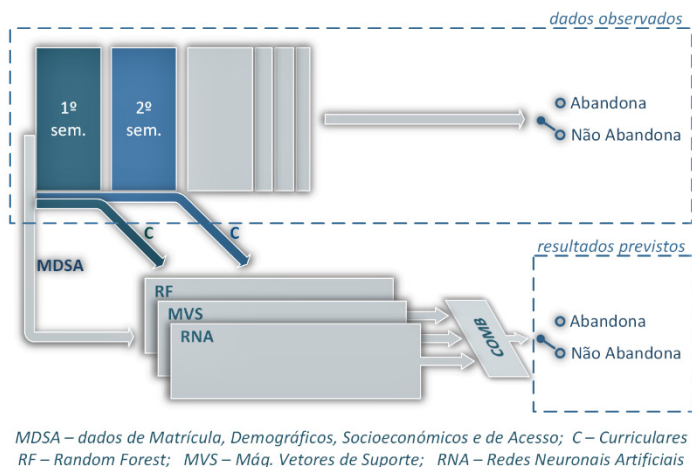 dados observados
1º
sem.
2º
sem.
Abandona
Não Abandona
C
C
MDSA
resultados previstos
RF
MVS
RNA
COMB
Abandona
Não Abandona
MDSA – dados de Matrícula, Demográficos, Socioeconómicos e de Acesso; C – Curriculares
RF – Random Forest; MVS – Máq. Vetores de Suporte; RNA – Redes Neuronais Artificiais